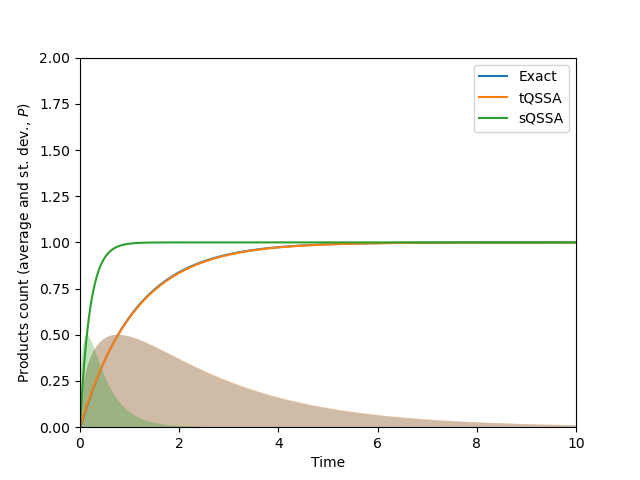 2.00
1.75
1.50
1.25
1.00
0.75
0.50
0.25
0.00
Products count (average and st. dev., P)
Exact
tQSSA
sQSSA
0 2 4 6 8 10
Time